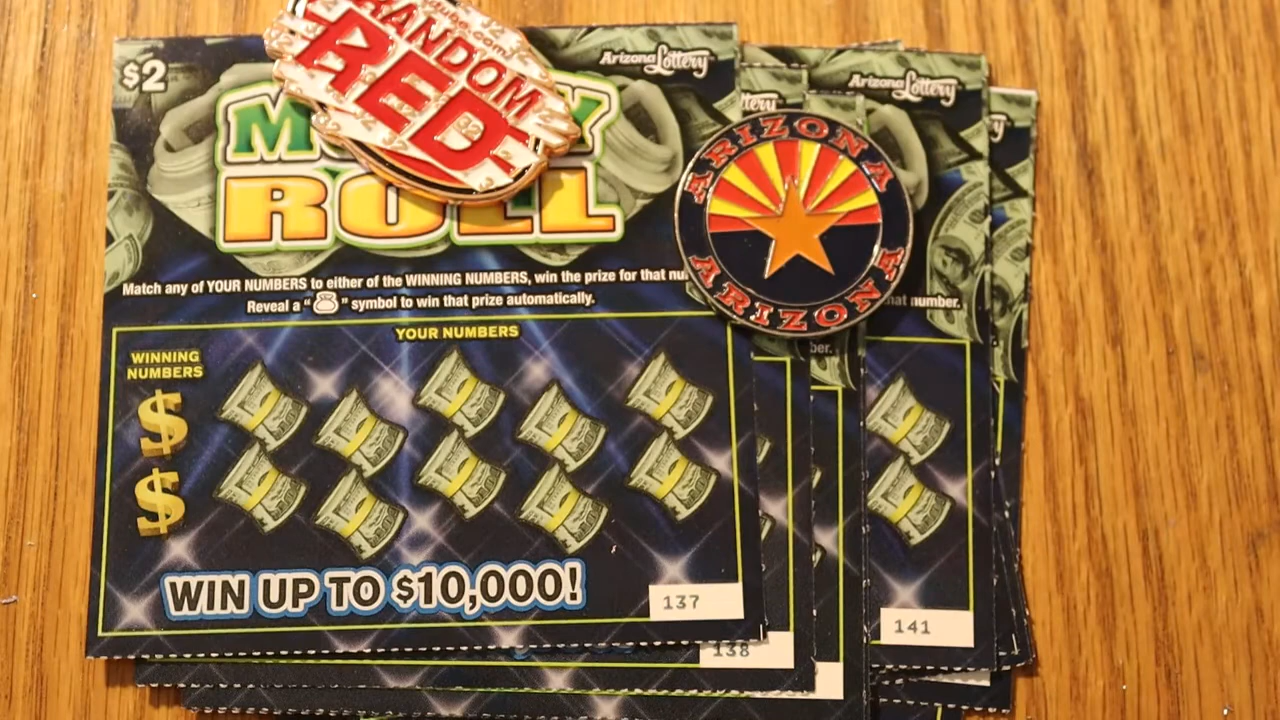 RANDOM
RED
32
$2
Arizona Lottery
Arizona Lottery
ttery
ROLL
ARIZONA
ARIZONA
Match any of YOUR NUMBERS to either of the WINNING NUMBERS, win the prize for that
Reveal a " " symbol to win that prize automatically.
hat number.
ber.
YOUR NUMBERS
WINNING
NUMBERS
$
$
WIN UP TO $10,000!
137
138
141